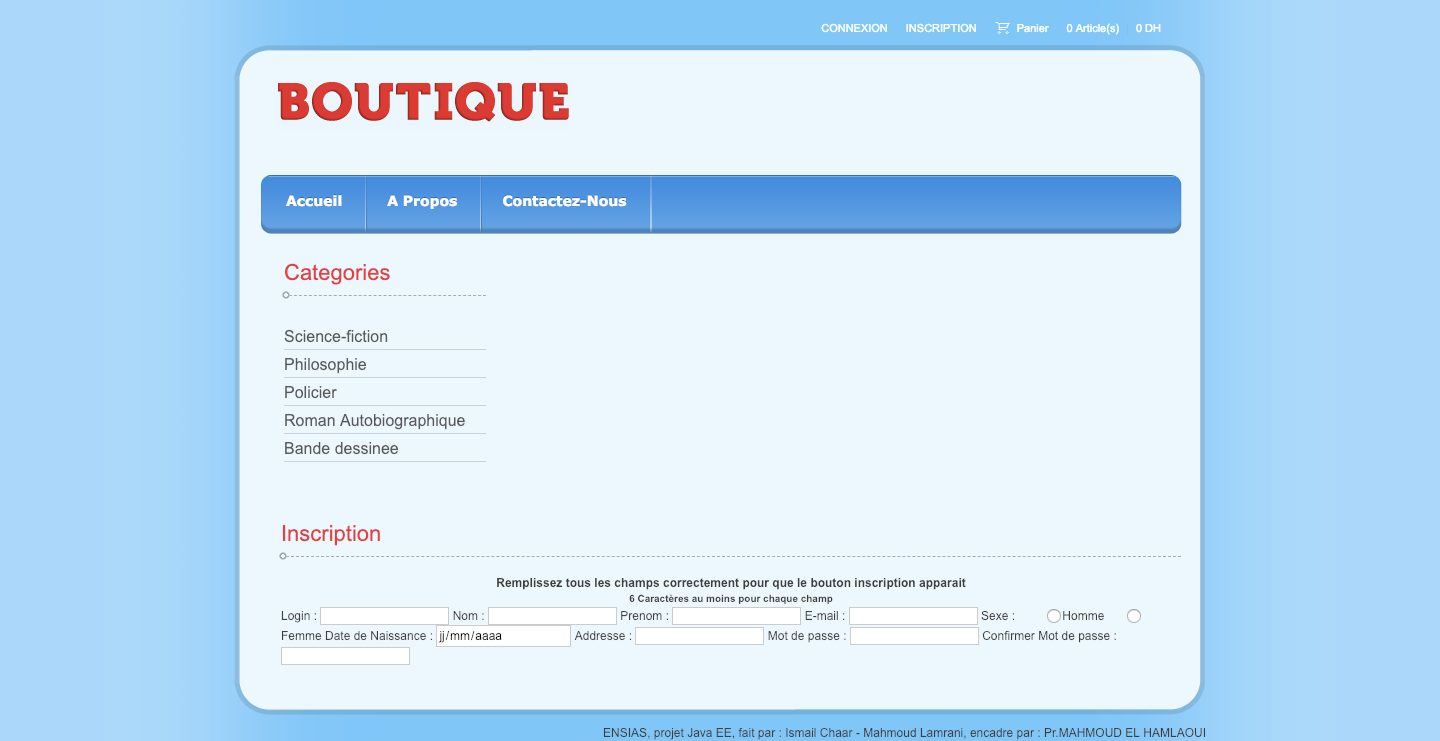 CONNEXION INSCRIPTION Panier 0 Article(s) 0 DH
BOUTIQUE
Accueil A Propos Contactez-Nous
Categories
Science-fiction
Philosophie
Policier
Roman Autobiographique
Bande dessinee
Inscription
Remplissez tous les champs correctement pour que le bouton inscription apparait
6 Caractères au moins pour chaque champ
Login : Nom : Prenom : E-mail : Sexe : Homme
Femme Date de Naissance : jj/mm/aaaa Addresse : Mot de passe : Confirmer Mot de passe :
ENSIAS, projet Java EE, fait par : Ismail Chaar - Mahmoud Lamrani, encadre par : Pr.MAHMOUD EL HAMLAOUI